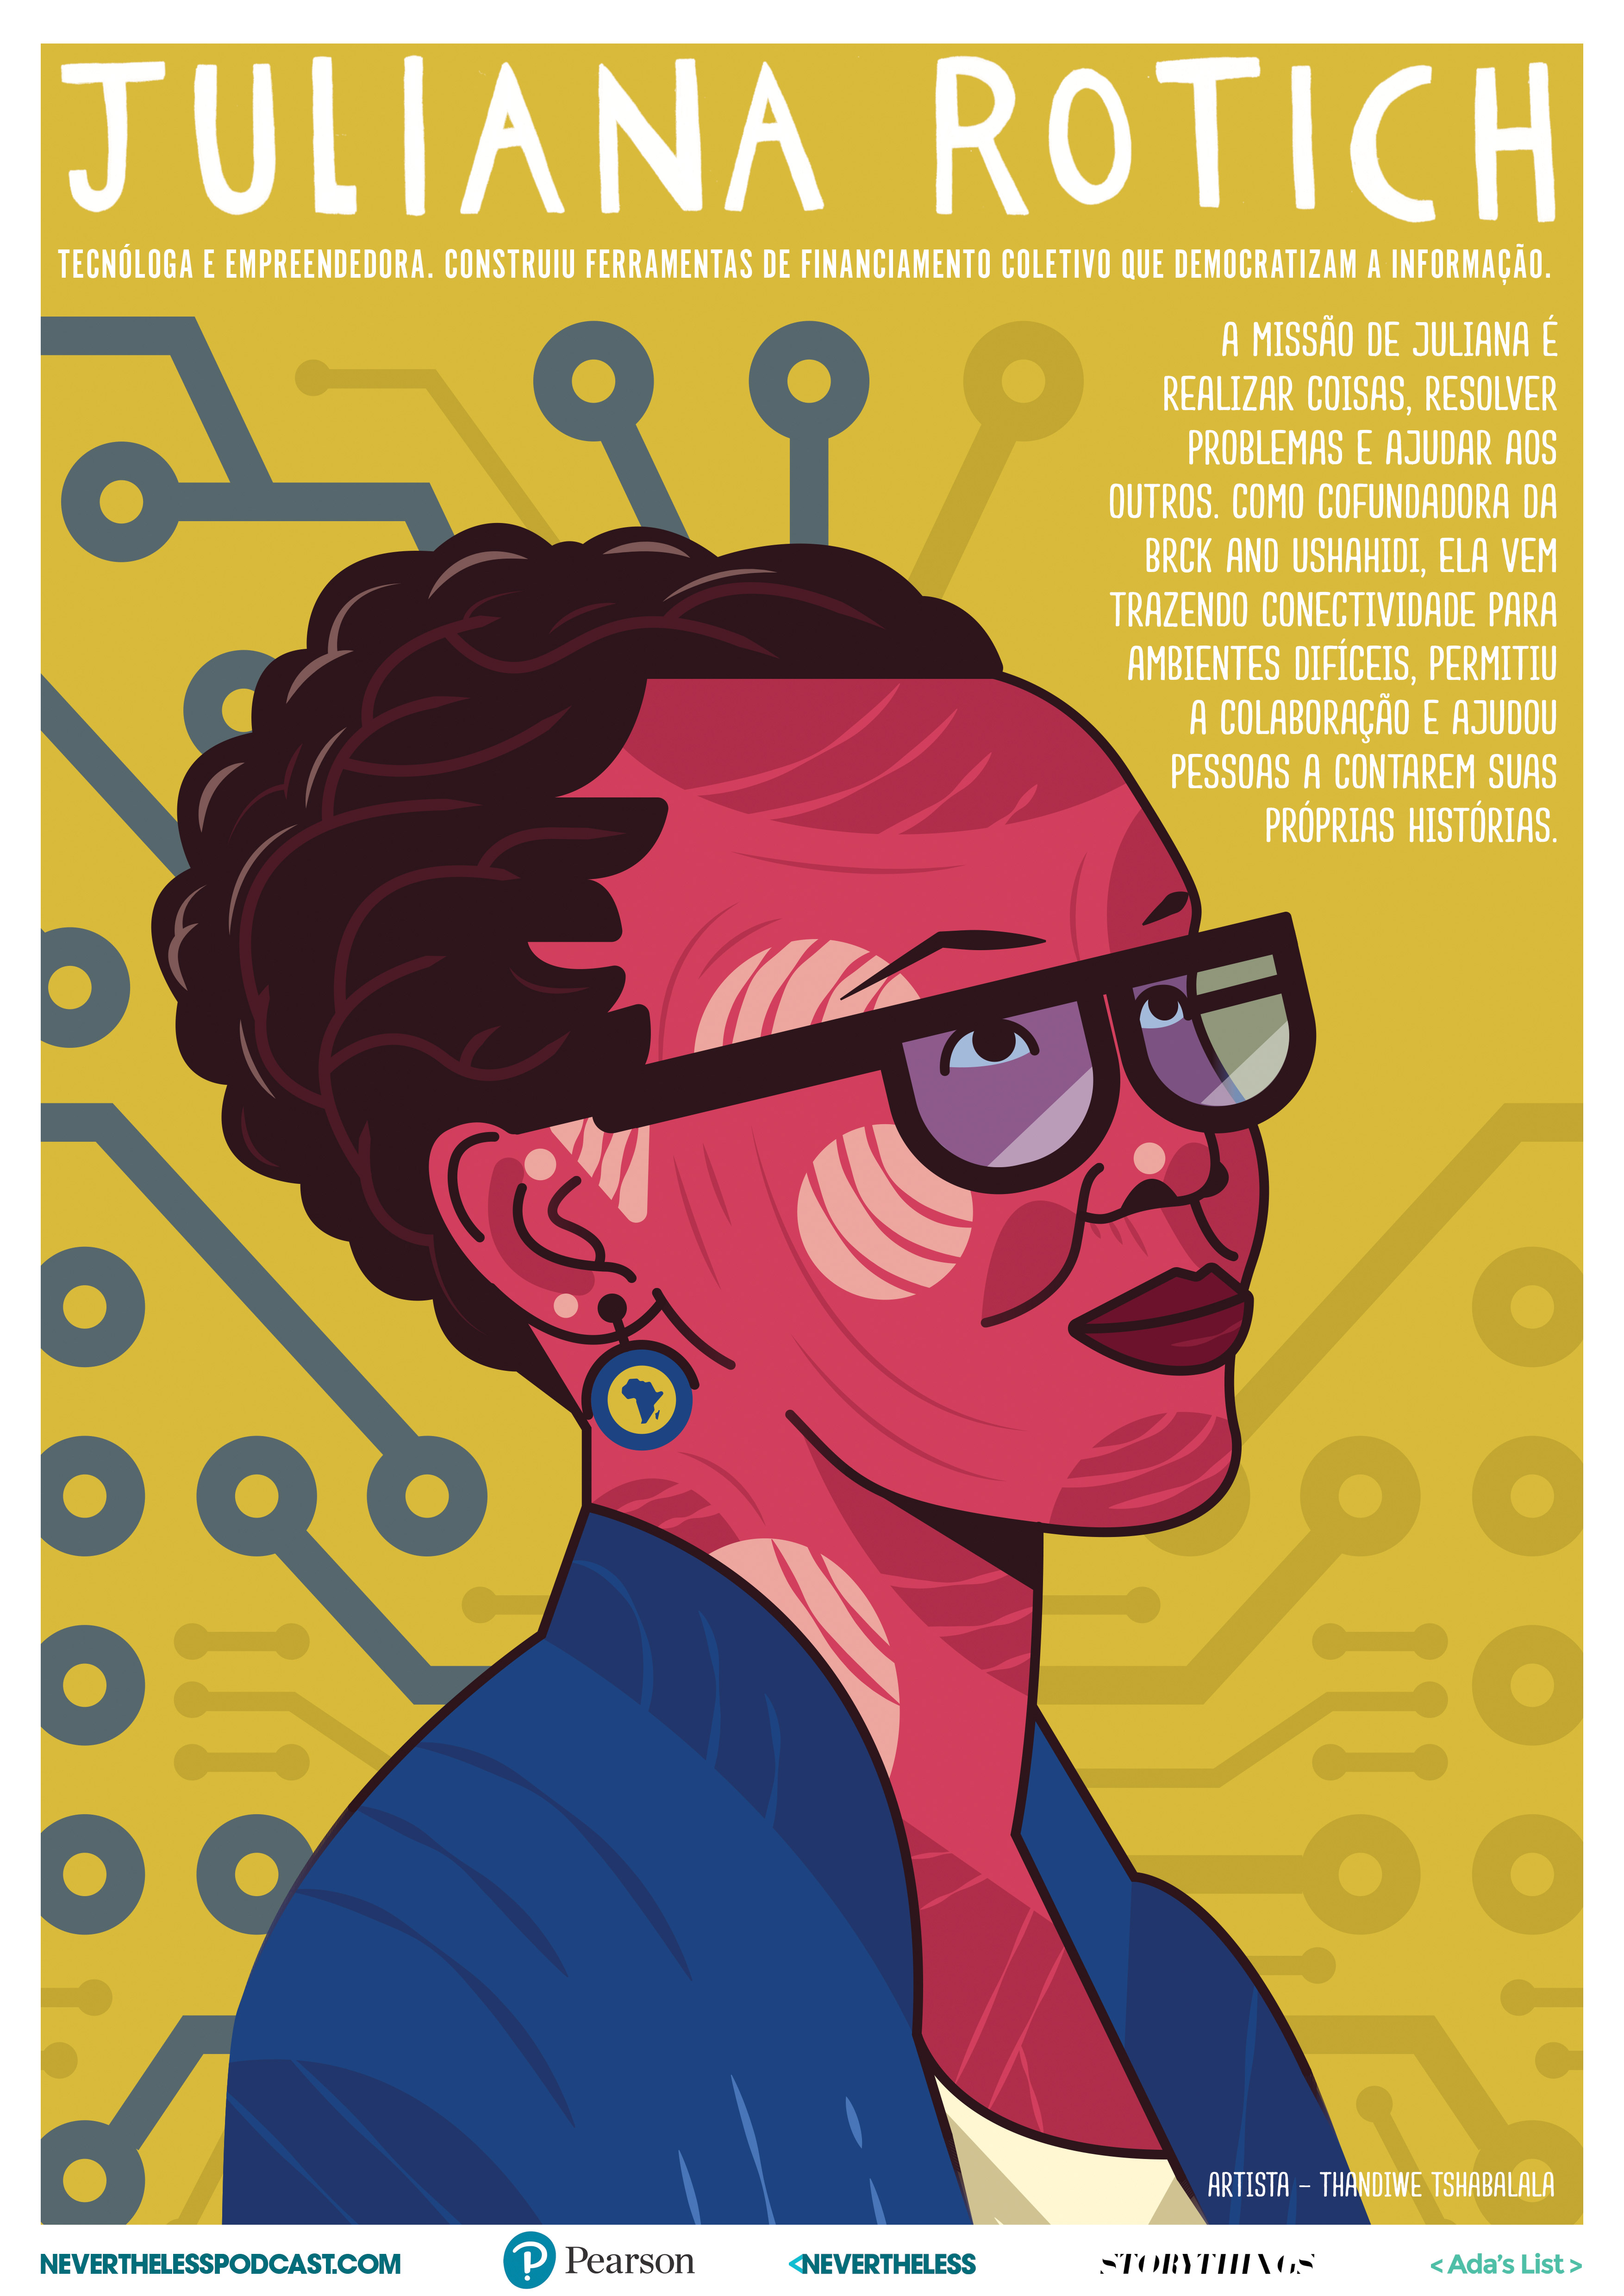 JULIANA ROTICH
TECNÓLOGA E EMPREENDEDORA. CONSTRUIU FERRAMENTAS DE FINANCIAMENTO COLETIVO QUE DEMOCRATIZAM A INFORMAÇÃO.
A MISSÃO DE JULIANA É
REALIZAR COISAS, RESOLVER
PROBLEMAS E AJUDAR AOS
OUTROS. COMO COFUNDADORA DA
BRCK AND USHAHIDI, ELA VEM
TRAZENDO CONECTIVIDADE PARA
AMBIENTES DIFÍCEIS, PERMITIU
A COLABORAÇÃO E AJUDOU
PESSOAS A CONTAREM SUAS
PRÓPRIAS HISTÓRIAS.
ARTISTA – THANDIWE TSHABALALA
NEVERTHELESSPODCAST.COM
Pearson
<NEVERTHELESS
STORYTHINGS
< Ada's List >